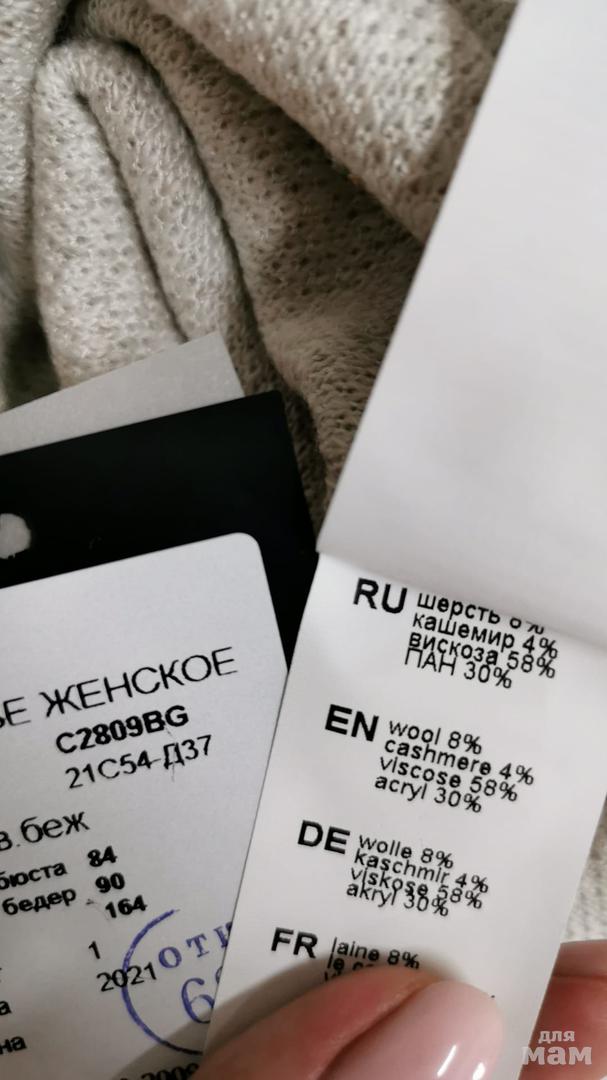 ЖЕНСКОЕ
C2809BG
21С54-Д37
в.беж
бюста 84
бедер 90
164
1
2021
RU шерсть 8%
кашемир 4%
вискоза 58%
ПАН 30%
EN wool 8%
cashmere 4%
viscose 58%
acryl 30%
DE wolle 8%
kaschmir 4%
viskose 58%
akryl 30%
FR laine 8%
для
мам